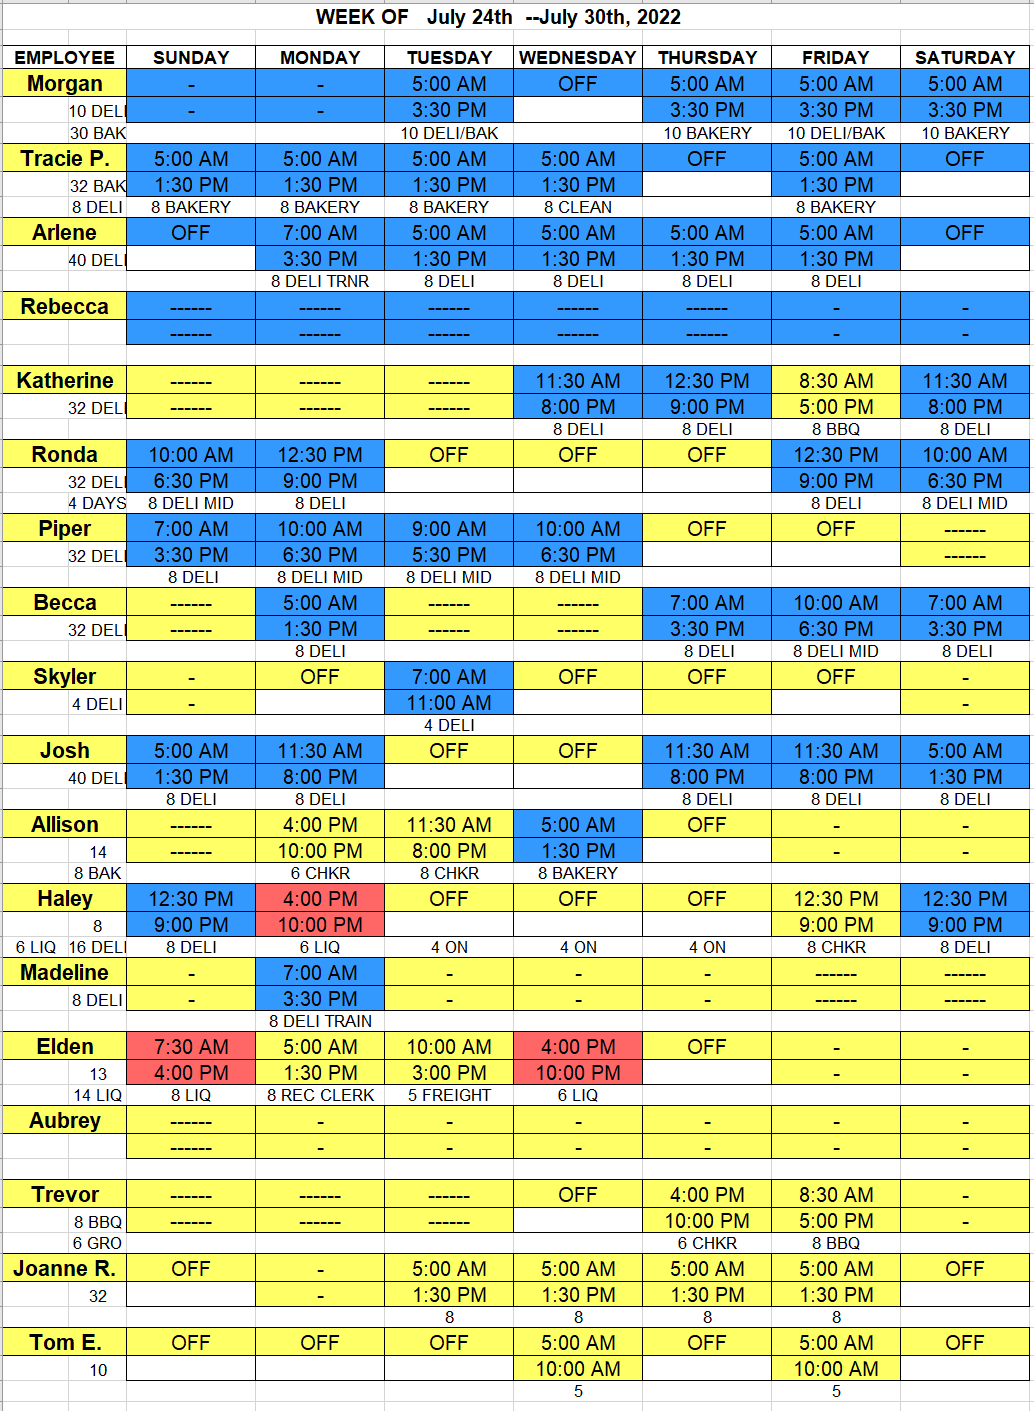 WEEK OF July 24th --July 30th, 2022
EMPLOYEE SUNDAY MONDAY TUESDAY WEDNESDAY THURSDAY FRIDAY SATURDAY
Morgan - - 5:00 AM OFF 5:00 AM 5:00 AM 5:00 AM
10 DELI - - 3:30 PM 3:30 PM 3:30 PM 3:30 PM
30 BAK 10 DELI/BAK 10 BAKERY 10 DELI/BAK 10 BAKERY
Tracie P. 5:00 AM 5:00 AM 5:00 AM 5:00 AM OFF 5:00 AM OFF
32 BAK 1:30 PM 1:30 PM 1:30 PM 1:30 PM 1:30 PM
8 DELI 8 BAKERY 8 BAKERY 8 BAKERY 8 CLEAN 8 BAKERY
Arlene OFF 7:00 AM 5:00 AM 5:00 AM 5:00 AM 5:00 AM OFF
40 DELI 3:30 PM 1:30 PM 1:30 PM 1:30 PM 1:30 PM
8 DELI TRNR 8 DELI 8 DELI 8 DELI 8 DELI
Rebecca ------ ------ ------ ------ ------ - -
------ ------ ------ ------ ------ - -
Katherine ------ ------ ------ 11:30 AM 12:30 PM 8:30 AM 11:30 AM
32 DELI ------ ------ ------ 8:00 PM 9:00 PM 5:00 PM 8:00 PM
8 DELI 8 DELI 8 BBQ 8 DELI
Ronda 10:00 AM 12:30 PM OFF OFF OFF 12:30 PM 10:00 AM
32 DELI 6:30 PM 9:00 PM 9:00 PM 6:30 PM
4 DAYS 8 DELI MID 8 DELI 8 DELI 8 DELI MID
Piper 7:00 AM 10:00 AM 9:00 AM 10:00 AM OFF OFF ------
32 DELI 3:30 PM 6:30 PM 5:30 PM 6:30 PM ------
8 DELI 8 DELI MID 8 DELI MID 8 DELI MID
Becca ------ 5:00 AM ------ ------ 7:00 AM 10:00 AM 7:00 AM
32 DELI ------ 1:30 PM ------ ------ 3:30 PM 6:30 PM 3:30 PM
8 DELI 8 DELI 8 DELI MID 8 DELI
Skyler - OFF 7:00 AM OFF OFF OFF -
4 DELI - 11:00 AM -
4 DELI
Josh 5:00 AM 11:30 AM OFF OFF 11:30 AM 11:30 AM 5:00 AM
40 DELI 1:30 PM 8:00 PM 8:00 PM 8:00 PM 1:30 PM
8 DELI 8 DELI 8 DELI 8 DELI 8 DELI
Allison ------ 4:00 PM 11:30 AM 5:00 AM OFF - -
14 ------ 10:00 PM 8:00 PM 1:30 PM - -
8 BAK 6 CHKR 8 CHKR 8 BAKERY
Haley 12:30 PM 4:00 PM OFF OFF OFF 12:30 PM 12:30 PM
8 9:00 PM 10:00 PM 9:00 PM 9:00 PM
6 LIQ 16 DELI 8 DELI 6 LIQ 4 ON 4 ON 4 ON 8 CHKR 8 DELI
Madeline - 7:00 AM - - - ------ ------
8 DELI - 3:30 PM - - - ------ ------
8 DELI TRAIN
Elden 7:30 AM 5:00 AM 10:00 AM 4:00 PM OFF - -
13 4:00 PM 1:30 PM 3:00 PM 10:00 PM - -
14 LIQ 8 LIQ 8 REC CLERK 5 FREIGHT 6 LIQ
Aubrey ------ - - - - - -
------ - - - - - -
Trevor ------ ------ ------ OFF 4:00 PM 8:30 AM -
8 BBQ ------ ------ ------ 10:00 PM 5:00 PM -
6 GRO 6 CHKR 8 BBQ
Joanne R. OFF - 5:00 AM 5:00 AM 5:00 AM 5:00 AM OFF
32 - 1:30 PM 1:30 PM 1:30 PM 1:30 PM
8 8 8 8
Tom E. OFF OFF OFF 5:00 AM OFF 5:00 AM OFF
10 10:00 AM 10:00 AM
5 5